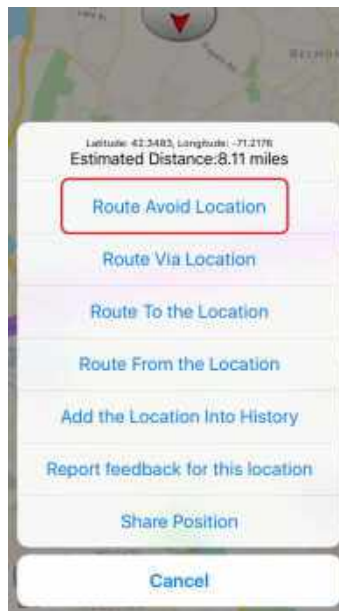 Latitude: 42.3483, Longitude: -71.2176
Estimated Distance:8.11 miles
Route Avoid Location
Route Via Location
Route To the Location
Route From the Location
Add the Location Into History
Report feedback for this location
Share Position
Cancel